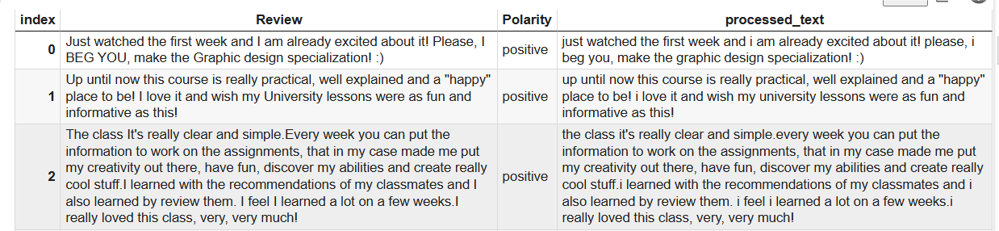 index Review Polarity processed_text
0 Just watched the first week and I am already excited about it! Please, I BEG YOU, make the Graphic design specialization! :) positive just watched the first week and i am already excited about it! please, i beg you, make the graphic design specialization! :)
1 Up until now this course is really practical, well explained and a "happy" place to be! I love it and wish my University lessons were as fun and informative as this! positive up until now this course is really practical, well explained and a "happy" place to be! i love it and wish my university lessons were as fun and informative as this!
2 The class It's really clear and simple.Every week you can put the information to work on the assignments, that in my case made me put my creativity out there, have fun, discover my abilities and create really cool stuff.I learned with the recommendations of my classmates and I also learned by review them. I feel I learned a lot on a few weeks.I really loved this class, very, very much! positive the class it's really clear and simple.every week you can put the information to work on the assignments, that in my case made me put my creativity out there, have fun, discover my abilities and create really cool stuff.i learned with the recommendations of my classmates and i also learned by review them. i feel i learned a lot on a few weeks.i really loved this class, very, very much!